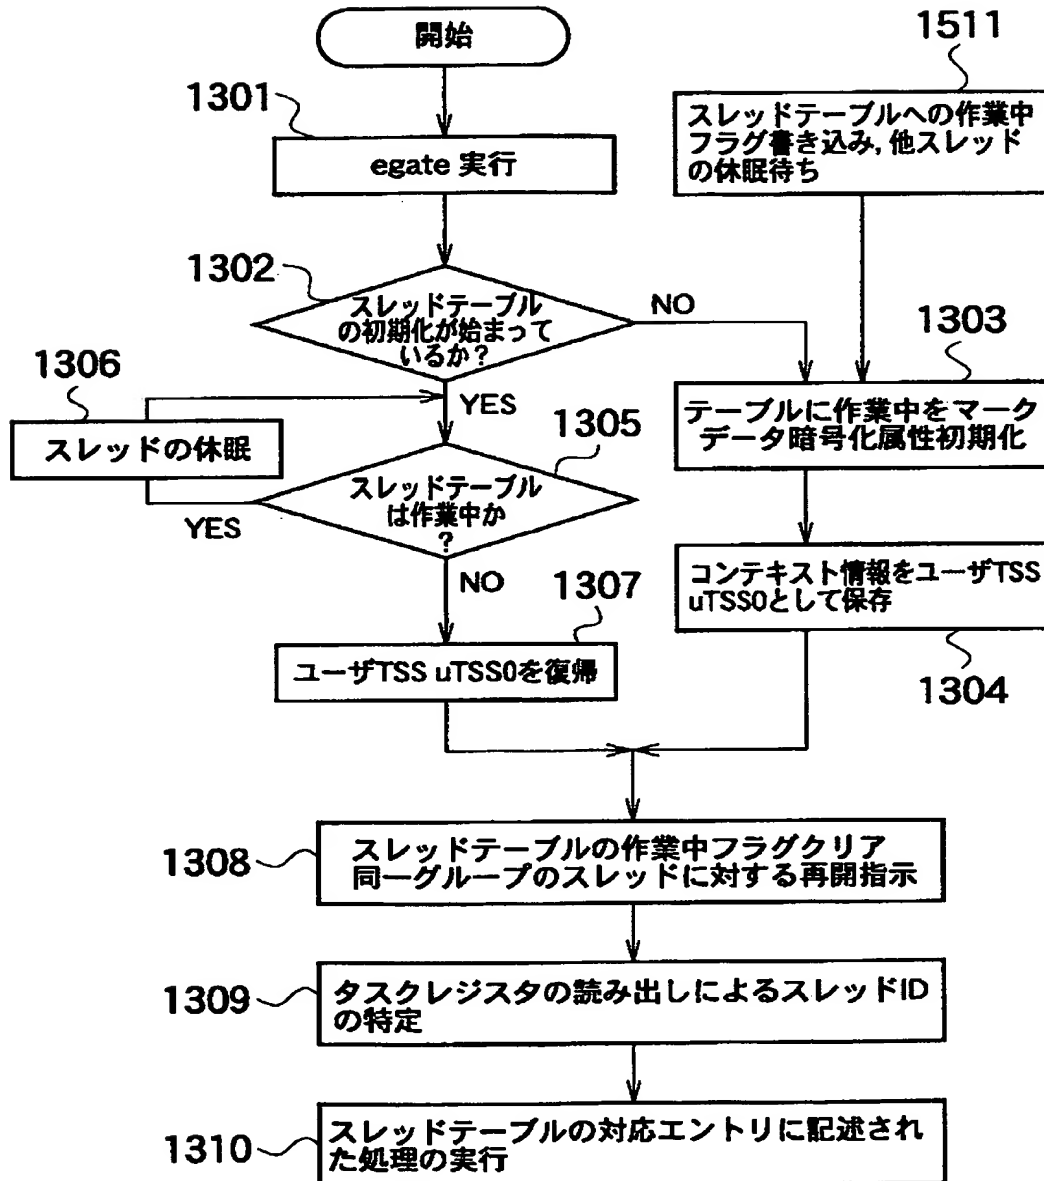 開始
1511
1301
スレッドテーブルへの作業中
フラグ書き込み, 他スレッド
の休眠待ち
egate 実行
1302
スレッドテーブル
の初期化が始まって
いるか?
NO
1303
1306
YES
テーブルに作業中をマーク
データ暗号化属性初期化
スレッドの休眠
1305
スレッドテーブル
は作業中か
?
YES
NO
コンテキスト情報をユーザTSS
uTSS0として保存
1307
1304
ユーザTSS uTSS0を復帰
1308
スレッドテーブルの作業中フラグクリア
同一グループのスレッドに対する再開指示
1309
タスクレジスタの読み出しによるスレッドID
の特定
1310
スレッドテーブルの対応エントリに記述され
た処理の実行